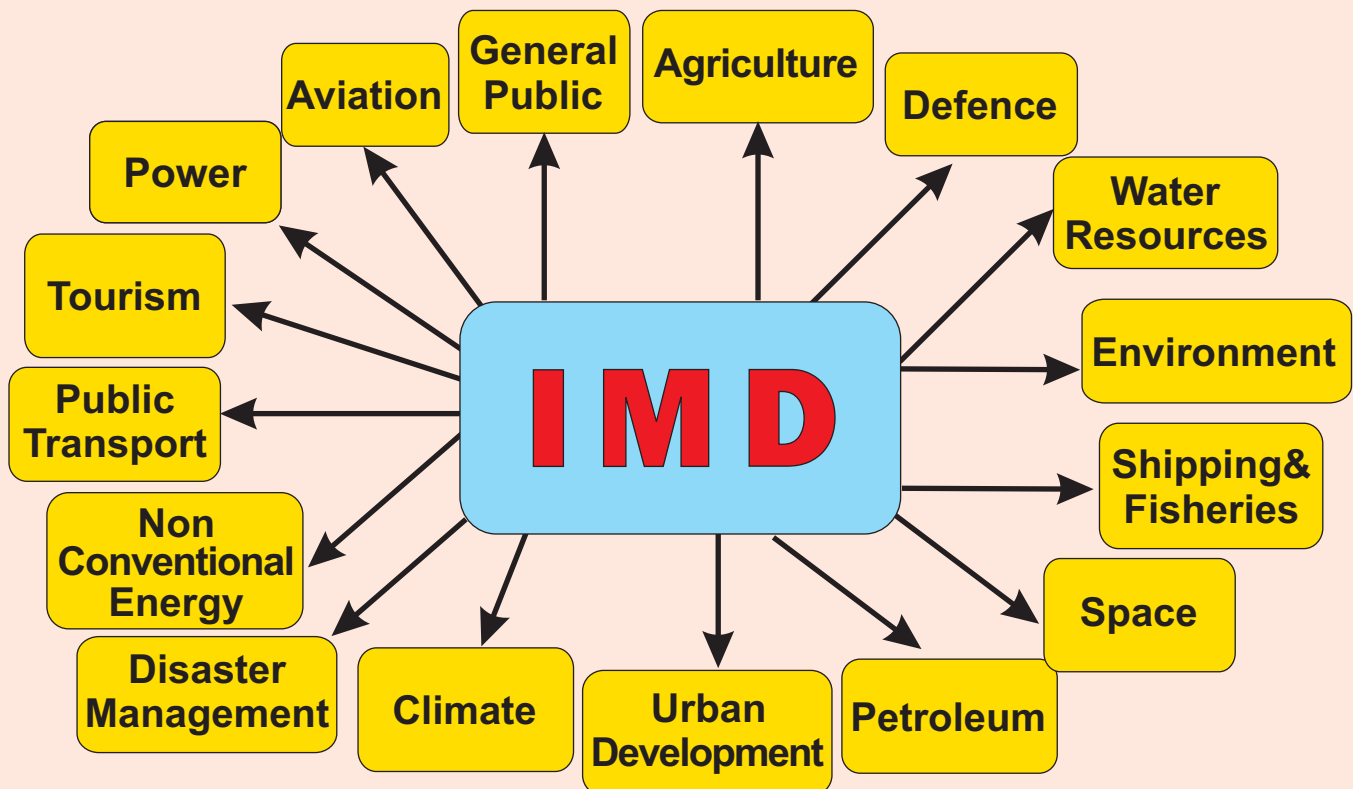 General
Public
Agriculture
Aviation
Defence
Power
Water
Resources
Tourism
Environment
IMD
Public
Transport
Shipping&
Fisheries
Non
Conventional
Energy
Space
Disaster
Management
Climate
Urban
Development
Petroleum